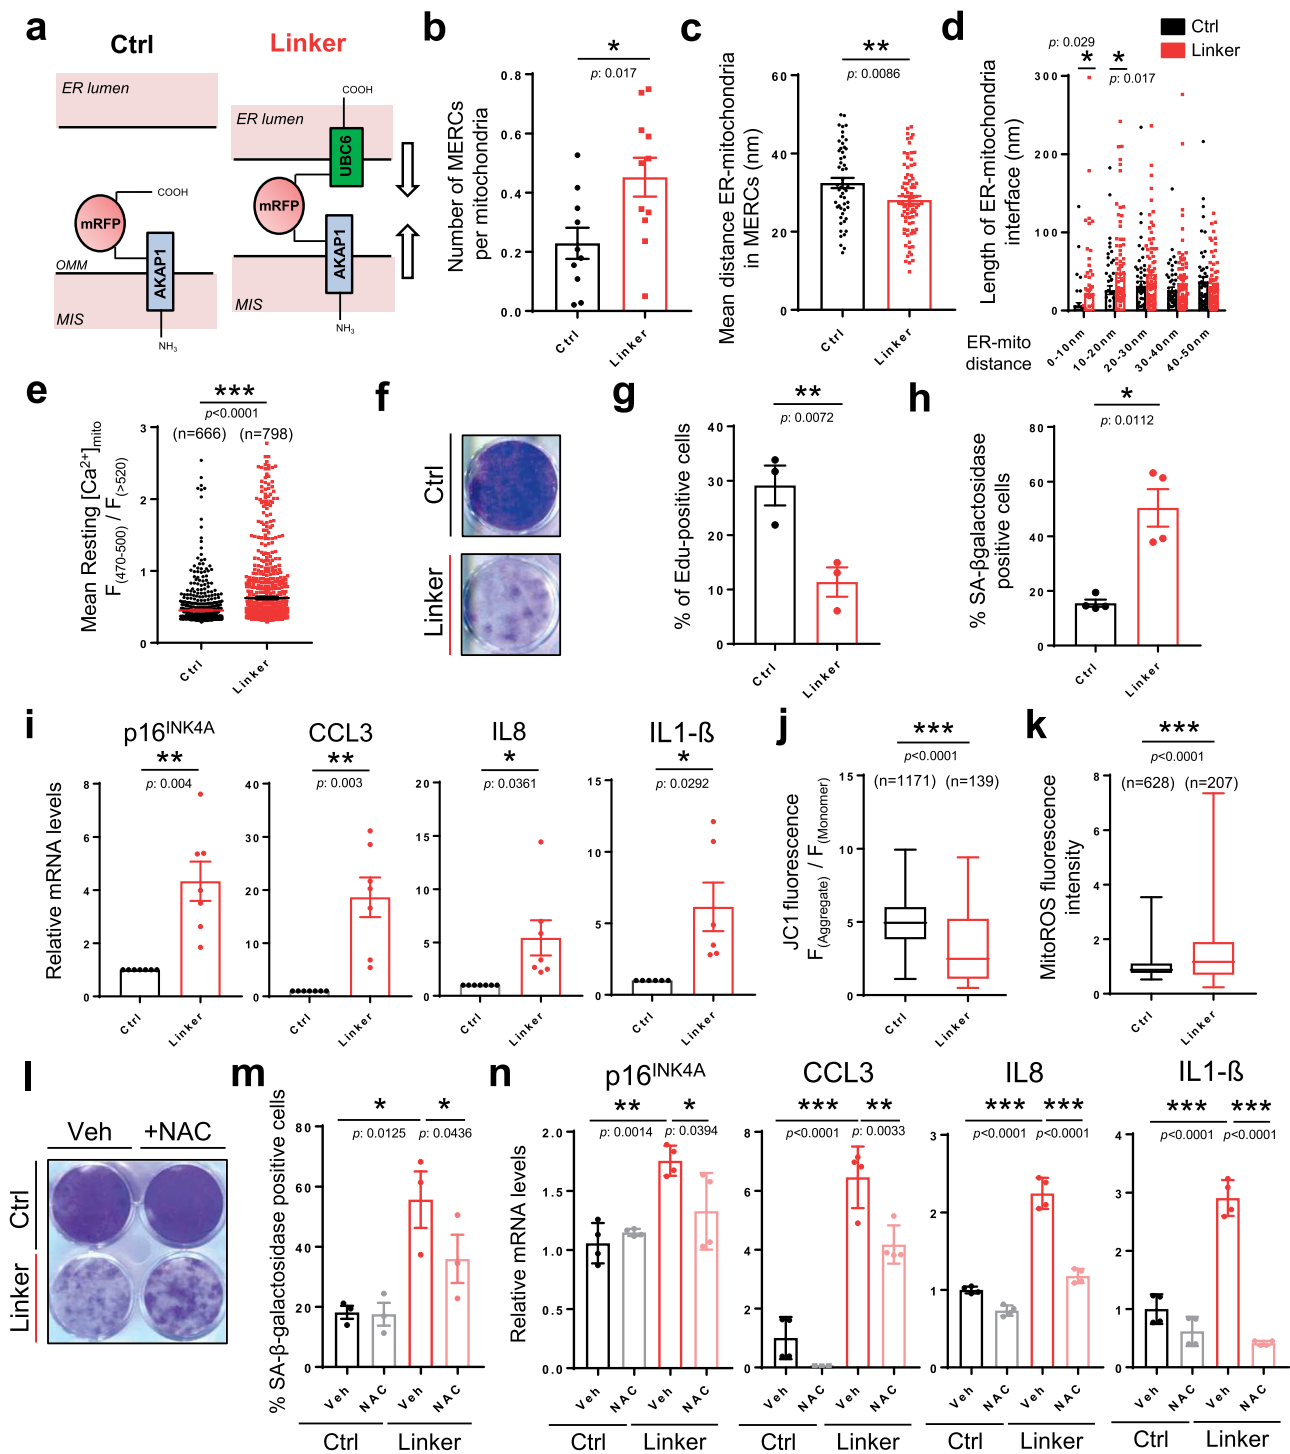 a
Ctrl
Linker
ER lumen
COOH
mRFP
AKAP1
OMM
MIS
NH3
COOH
ER lumen
UBC6
mRFP
AKAP1
MIS
NH3
b
*
p: 0.017
Number of MERCs
per mitochondria
0.8
0.6
0.4
0.2
0.0
Ctrl
Linker
c
**
p: 0.0086
Mean distance ER-mitochondria
in MERCs (nm)
60
40
20
0
Ctrl
Linker
d
Ctrl
Linker
p: 0.029
* *
p: 0.017
Length of ER-mitochondria
interface (nm)
300
200
100
0
ER-mito
distance
0-10nm
10-20nm
20-30nm
30-40nm
40-50nm
e
***
p<0.0001
(n=666) (n=798)
Mean Resting [Ca2+]mito
F(470-500) / F(>520)
3
2
1
0
Ctrl
Linker
f
Ctrl
Linker
g
**
p: 0.0072
% of Edu-positive cells
40
30
20
10
0
Ctrl
Linker
h
*
p: 0.0112
% SA-βgalactosidase
positive cells
80
60
40
20
0
Ctrl
Linker
i
p16INK4A
**
p: 0.004
Relative mRNA levels
8
6
4
2
0
Ctrl
Linker
CCL3
**
p: 0.003
40
30
20
10
0
Ctrl
Linker
IL8
*
p: 0.0361
20
15
10
5
0
Ctrl
Linker
IL1-ß
*
p: 0.0292
15
10
5
0
Ctrl
Linker
j
***
p<0.0001
(n=1171) (n=139)
JC1 fluorescence
F(Aggregate) / F(Monomer)
15
10
5
0
Ctrl
Linker
k
***
p<0.0001
(n=628) (n=207)
MitoROS fluorescence
intensity
8
6
4
2
0
Ctrl
Linker
l
Veh +NAC
Ctrl
Linker
m
* *
p: 0.0125 p: 0.0436
% SA-β-galactosidase positive cells
80
60
40
20
0
Veh NAC Veh NAC
Ctrl Linker
n
p16INK4A
** *
p: 0.0014 p: 0.0394
Relative mRNA levels
2.0
1.5
1.0
0.5
0.0
Veh NAC Veh NAC
Ctrl Linker
CCL3
*** **
p<0.0001 p: 0.0033
8
6
4
2
0
Veh NAC Veh NAC
Ctrl Linker
IL8
*** ***
p<0.0001 p<0.0001
3
2
1
0
Veh NAC Veh NAC
Ctrl Linker
IL1-ß
*** ***
p<0.0001 p<0.0001
4
3
2
1
0
Veh NAC Veh NAC
Ctrl Linker